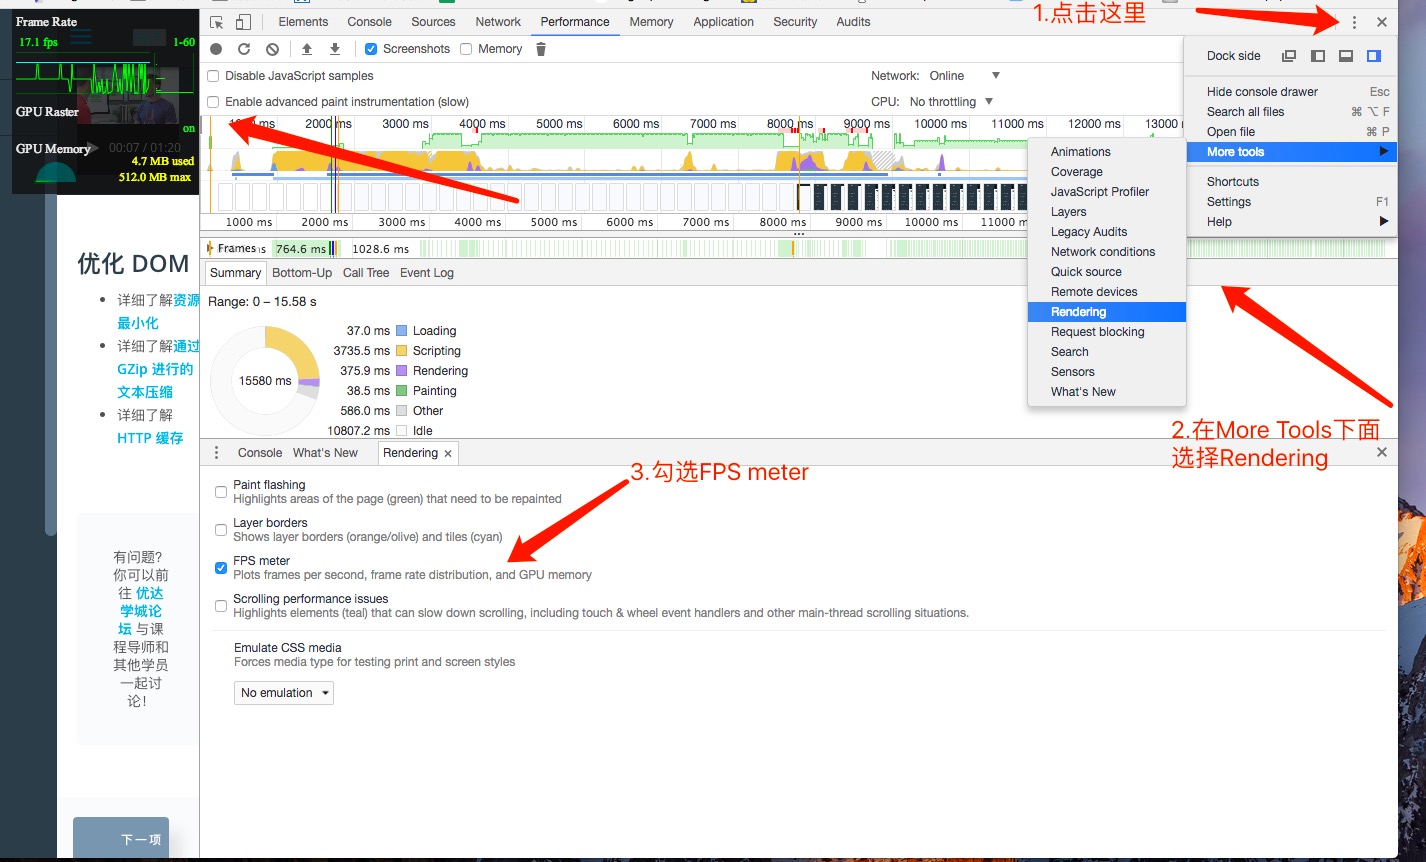 1.点击这里
Frame Rate
17.1 fps
1-60
GPU Raster
on
GPU Memory
00:07 / 01:20
4.7 MB used
512.0 MB max
优化 DOM
详细了解资源
最小化
详细了解通过
GZip 进行的
文本压缩
详细了解
HTTP 缓存
有问题?
你可以前
往 优达
学城论
坛 与课
程导师和
其他学员
一起讨
论!
下一项
Elements Console Sources Network Performance Memory Application Security Audits
Screenshots Memory
Disable JavaScript samples
Network: Online
Enable advanced paint instrumentation (slow)
CPU: No throttling
2000 ms 3000 ms 4000 ms 5000 ms 6000 ms 7000 ms 8000 ms 9000 ms 10000 ms 11000 ms 12000 ms
1000 ms 2000 ms 3000 ms 4000 ms 5000 ms 6000 ms 7000 ms 8000 ms 9000 ms 10000 ms
Frames 764.6 ms 1028.6 ms
Summary Bottom-Up Call Tree Event Log
Range: 0 – 15.58 s
15580 ms
37.0 ms Loading
3735.5 ms Scripting
375.9 ms Rendering
38.5 ms Painting
586.0 ms Other
10807.2 ms Idle
Dock side
Hide console drawer Esc
Search all files ⌘ ⌥ F
Open file ⌘ P
More tools
Shortcuts
Settings F1
Help
Animations
Coverage
JavaScript Profiler
Layers
Legacy Audits
Network conditions
Quick source
Remote devices
Rendering
Request blocking
Search
Sensors
What's New
2.在More Tools下面
选择Rendering
Console What's New Rendering
3.勾选FPS meter
Paint flashing
Highlights areas of the page (green) that need to be repainted
Layer borders
Shows layer borders (orange/olive) and tiles (cyan)
FPS meter
Plots frames per second, frame rate distribution, and GPU memory
Scrolling performance issues
Highlights elements (teal) that can slow down scrolling, including touch & wheel event handlers and other main-thread scrolling situations.
Emulate CSS media
Forces media type for testing print and screen styles
No emulation